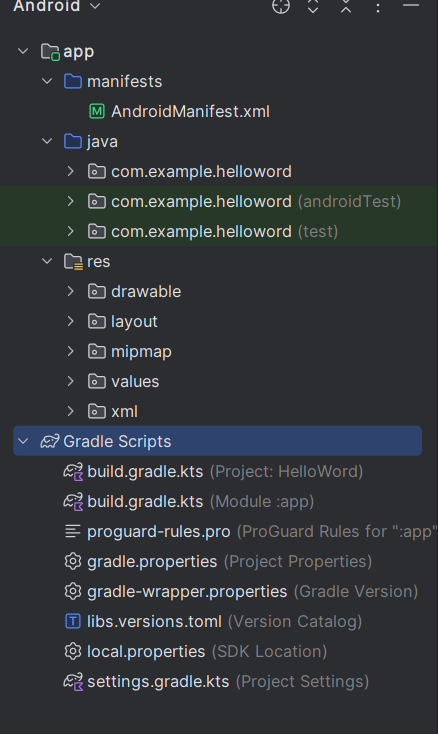 Android
app
manifests
M AndroidManifest.xml
java
com.example.helloword
com.example.helloword (androidTest)
com.example.helloword (test)
res
drawable
layout
mipmap
values
xml
Gradle Scripts
build.gradle.kts (Project: HelloWord)
build.gradle.kts (Module :app)
proguard-rules.pro (ProGuard Rules for ":app"
gradle.properties (Project Properties)
gradle-wrapper.properties (Gradle Version)
T libs.versions.toml (Version Catalog)
local.properties (SDK Location)
settings.gradle.kts (Project Settings)